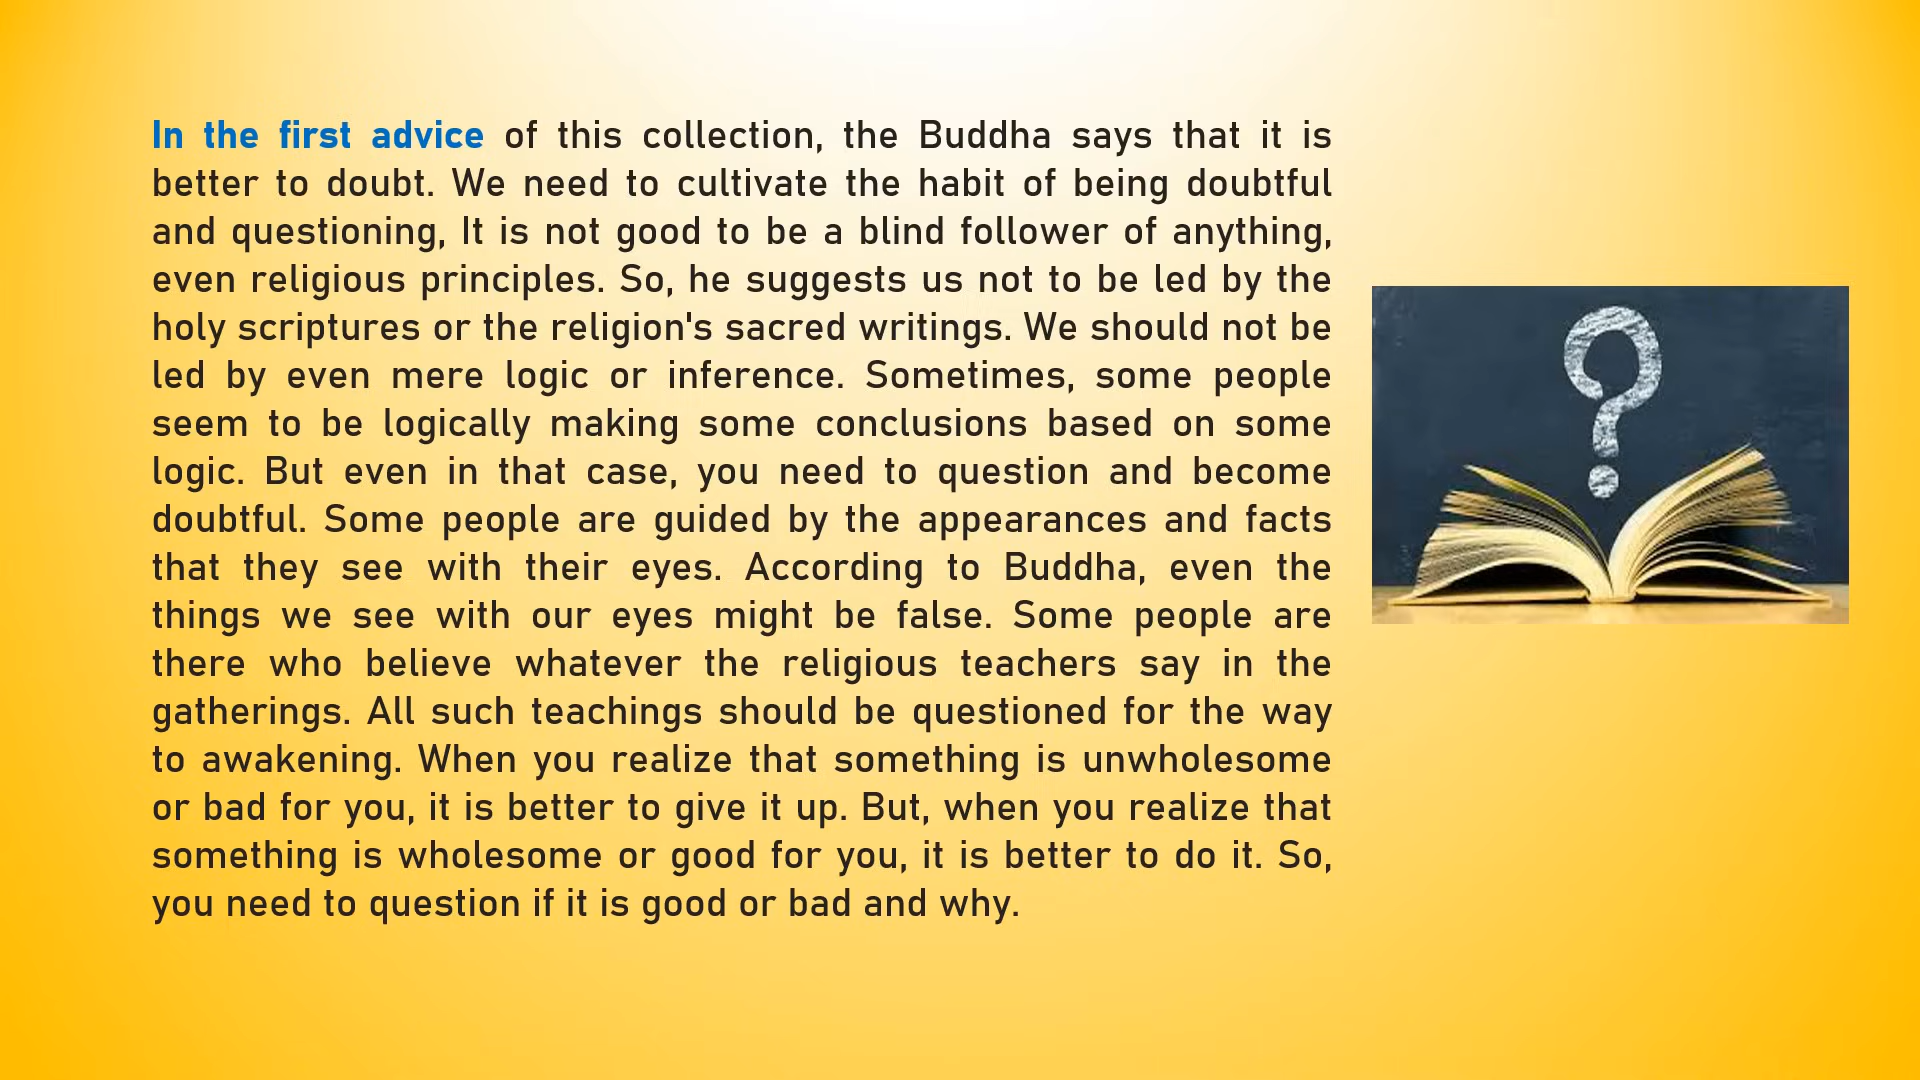 In the first advice of this collection, the Buddha says that it is
better to doubt. We need to cultivate the habit of being doubtful
and questioning, It is not good to be a blind follower of anything,
even religious principles. So, he suggests us not to be led by the
holy scriptures or the religion's sacred writings. We should not be
led by even mere logic or inference. Sometimes, some people
seem to be logically making some conclusions based on some
logic. But even in that case, you need to question and become
doubtful. Some people are guided by the appearances and facts
that they see with their eyes. According to Buddha, even the
things we see with our eyes might be false. Some people are
there who believe whatever the religious teachers say in the
gatherings. All such teachings should be questioned for the way
to awakening. When you realize that something is unwholesome
or bad for you, it is better to give it up. But, when you realize that
something is wholesome or good for you, it is better to do it. So,
you need to question if it is good or bad and why.
?